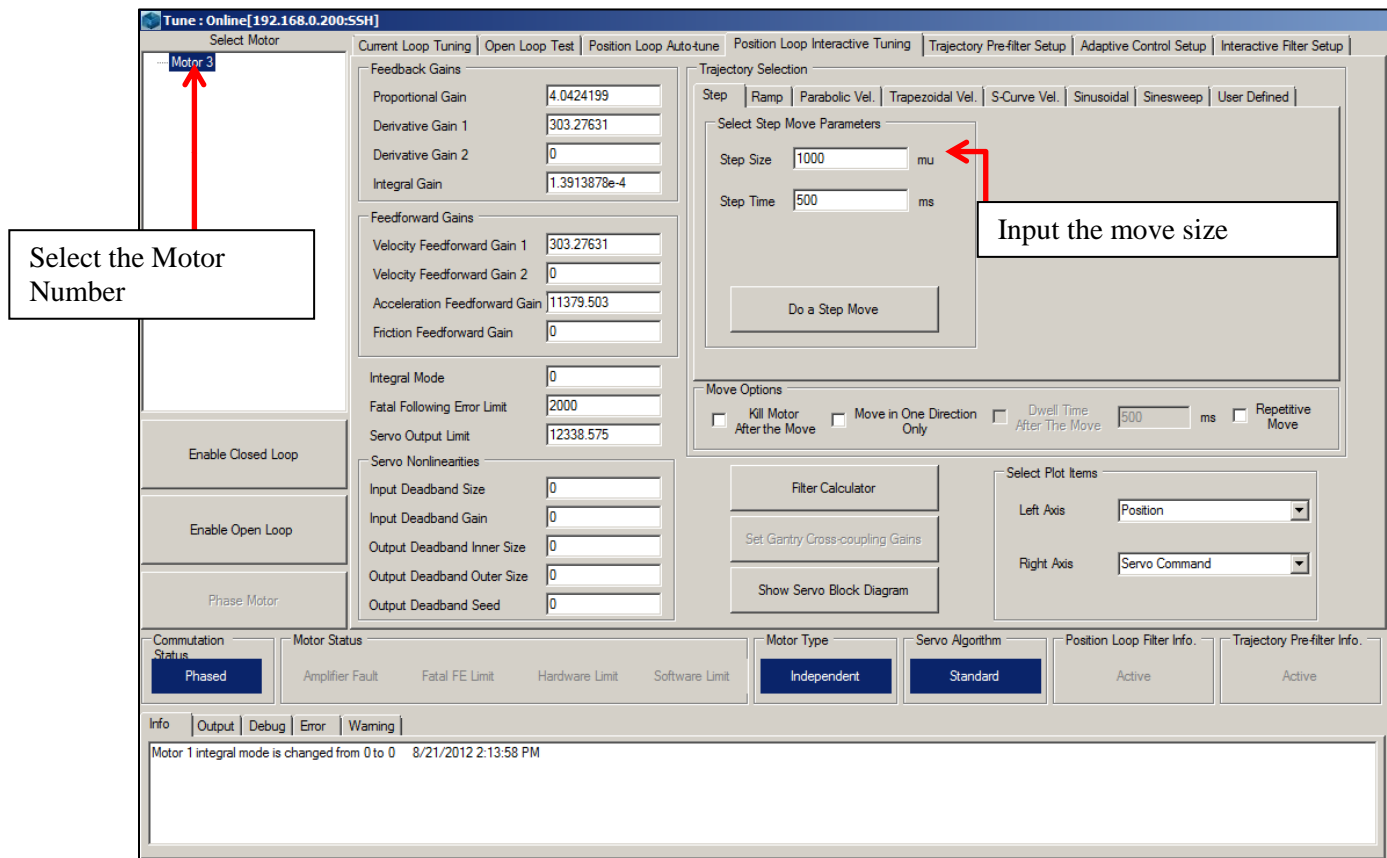 Tune : Online[192.168.0.200:SSH]
Select Motor
Motor 3
Select the Motor
Number
Enable Closed Loop
Enable Open Loop
Phase Motor
Current Loop Tuning
Open Loop Test
Position Loop Auto-tune
Position Loop Interactive Tuning
Trajectory Pre-filter Setup
Adaptive Control Setup
Interactive Filter Setup
Feedback Gains
Proportional Gain 4.0424199
Derivative Gain 1 303.27631
Derivative Gain 2 0
Integral Gain 1.3913878e-4
Feedforward Gains
Velocity Feedforward Gain 1 303.27631
Velocity Feedforward Gain 2 0
Acceleration Feedforward Gain 11379.503
Friction Feedforward Gain 0
Integral Mode 0
Fatal Following Error Limit 2000
Servo Output Limit 12338.575
Servo Nonlinearities
Input Deadband Size 0
Input Deadband Gain 0
Output Deadband Inner Size 0
Output Deadband Outer Size 0
Output Deadband Seed 0
Trajectory Selection
Step
Ramp
Parabolic Vel.
Trapezoidal Vel.
S-Curve Vel.
Sinusoidal
Sinesweep
User Defined
Select Step Move Parameters
Step Size 1000 mu
Step Time 500 ms
Input the move size
Do a Step Move
Move Options
Kill Motor
After the Move
Move in One Direction
Only
Dwell Time
After The Move
500 ms
Repetitive
Move
Filter Calculator
Set Gantry Cross-coupling Gains
Show Servo Block Diagram
Select Plot Items
Left Axis Position
Right Axis Servo Command
Commutation
Status
Phased
Motor Status
Amplifier Fault
Fatal FE Limit
Hardware Limit
Software Limit
Motor Type
Independent
Servo Algorithm
Standard
Position Loop Filter Info.
Active
Trajectory Pre-filter Info.
Active
Info
Output
Debug
Error
Warning
Motor 1 integral mode is changed from 0 to 0 8/21/2012 2:13:58 PM